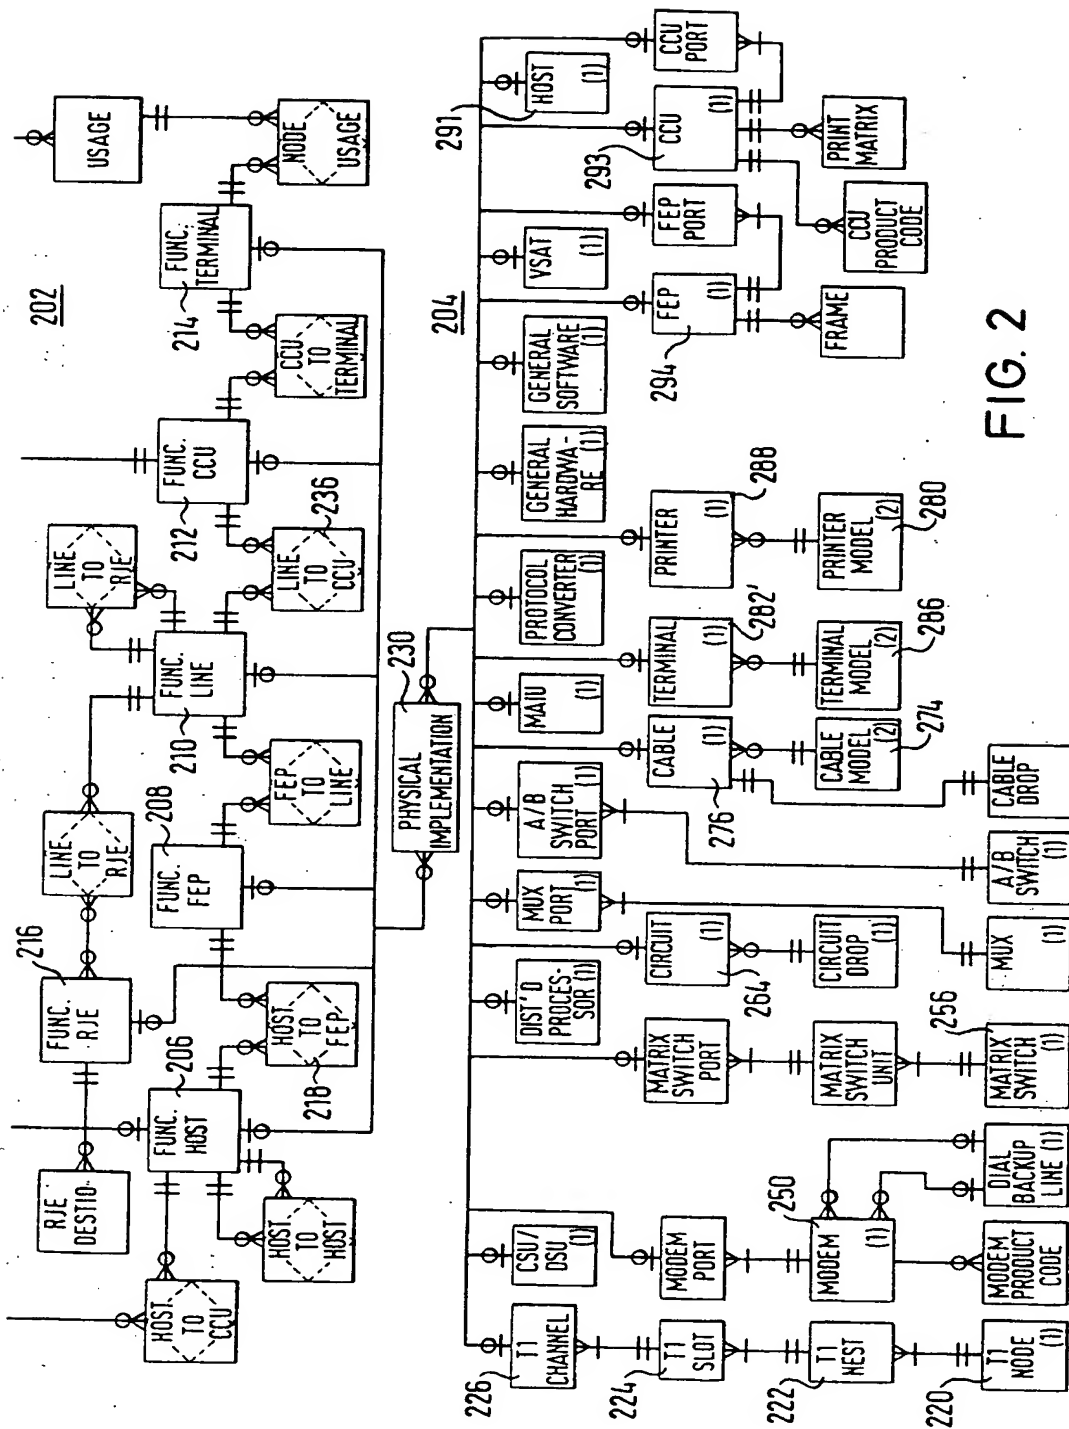 202
USAGE
NODE
USAGE
FUNC.
TERMINAL
214
CCU
TO
TERMINAL
FUNC.
CCU
212
LINE
TO
RJE
LINE
TO
CCU
236
FUNC.
LINE
210
FEP
TO
LINE
LINE
TO
RJE
208
FUNC.
FEP
216
FUNC.
RJE
HOST
TO
FEP
218
206
FUNC.
HOST
RJE
DESTIO
HOST
TO
HOST
HOST
TO
CCU
230
PHYSICAL
IMPLEMENTATION
204
T1
CHANNEL
226
CSU/
DSU (1)
DIST'D
PROCES-
SOR (1)
MUX
PORT (1)
A/B
SWITCH
PORT (1)
MAIU
(1)
PROTOCOL
CONVERTER
(1)
GENERAL
HARDWA-
RE (1)
GENERAL
SOFTWARE
(1)
VSAT
(1)
HOST
(1)
291
T1
SLOT
224
MODEM
PORT
MATRIX
SWITCH
PORT
CIRCUIT
(1)
264
CABLE
(1)
276
TERMINAL
(1)
282'
PRINTER
(1)
288
FEP
(1)
294
FEP
PORT
CCU
(1)
293
CCU
PORT
T1
NEST
222
MODEM
(1)
250
MATRIX
SWITCH
UNIT
CIRCUIT
DROP
(1)
CABLE
MODEL
(2)
274
TERMINAL
MODEL
(2)
286
PRINTER
MODEL
(2)
280
FRAME
CCU
PRODUCT
CODE
PRINT
MATRIX
T1
NODE
(1)
220
MODEM
PRODUCT
CODE
DIAL
BACKUP
LINE (1)
MATRIX
SWITCH
(1)
256
MUX
(1)
A/B
SWITCH
(1)
CABLE
DROP
FIG. 2